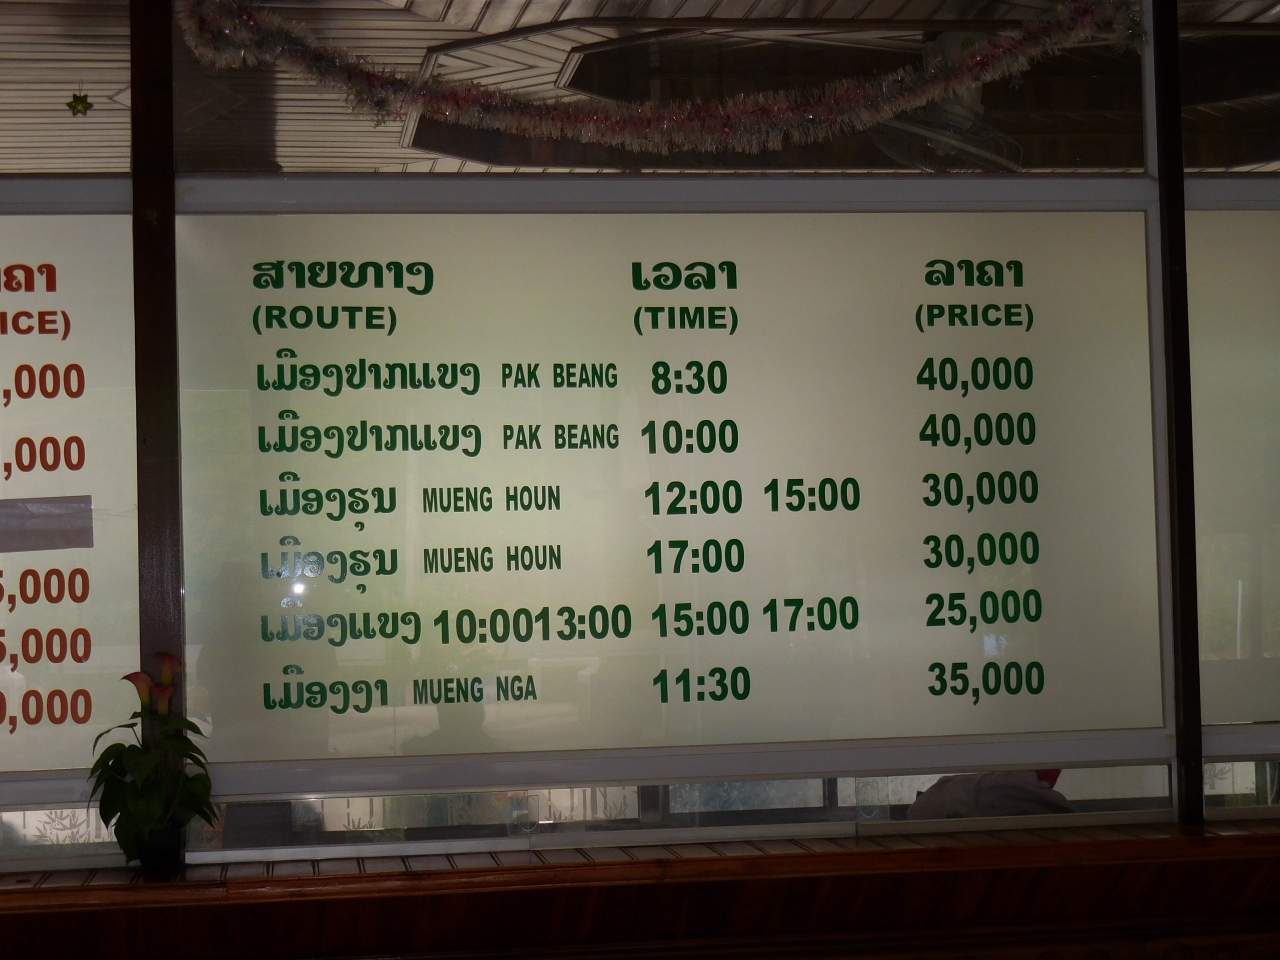 ສາຍທາງ ເວລາ ລາຄາ
(ROUTE) (TIME) (PRICE)
ເມືອງປາກແບງ PAK BEANG 8:30 40,000
ເມືອງປາກແບງ PAK BEANG 10:00 40,000
ເມືອງຮຸນ MUENG HOUN 12:00 15:00 30,000
ເມືອງຮຸນ MUENG HOUN 17:00 30,000
ເມືອງແບງ 10:0013:00 15:00 17:00 25,000
ເມືອງງາ MUENG NGA 11:30 35,000